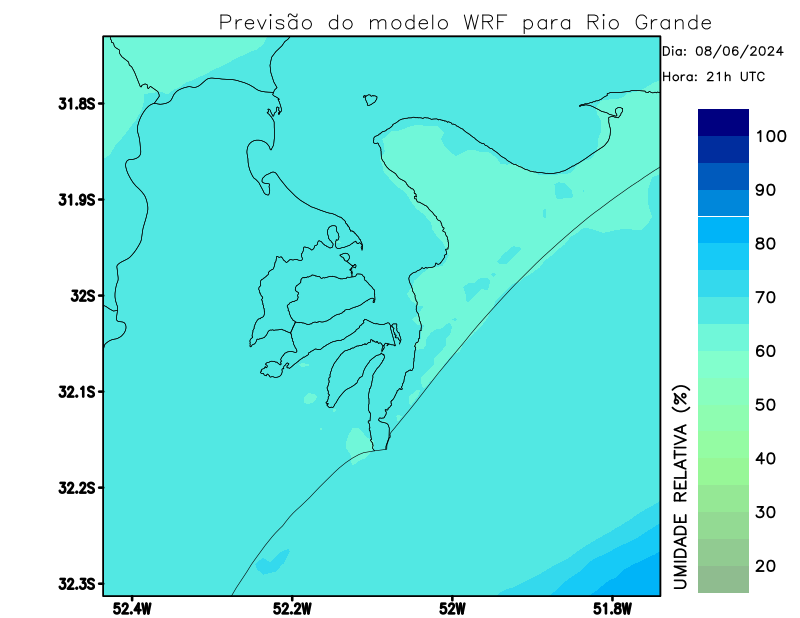 Previsão do modelo WRF para Rio Grande
Dia: 08/06/2024
Hora: 21h UTC
31.8S
31.9S
32S
32.1S
32.2S
32.3S
52.4W
52.2W
52W
51.8W
100
90
80
70
60
50
40
30
20
UMIDADE RELATIVA (%)